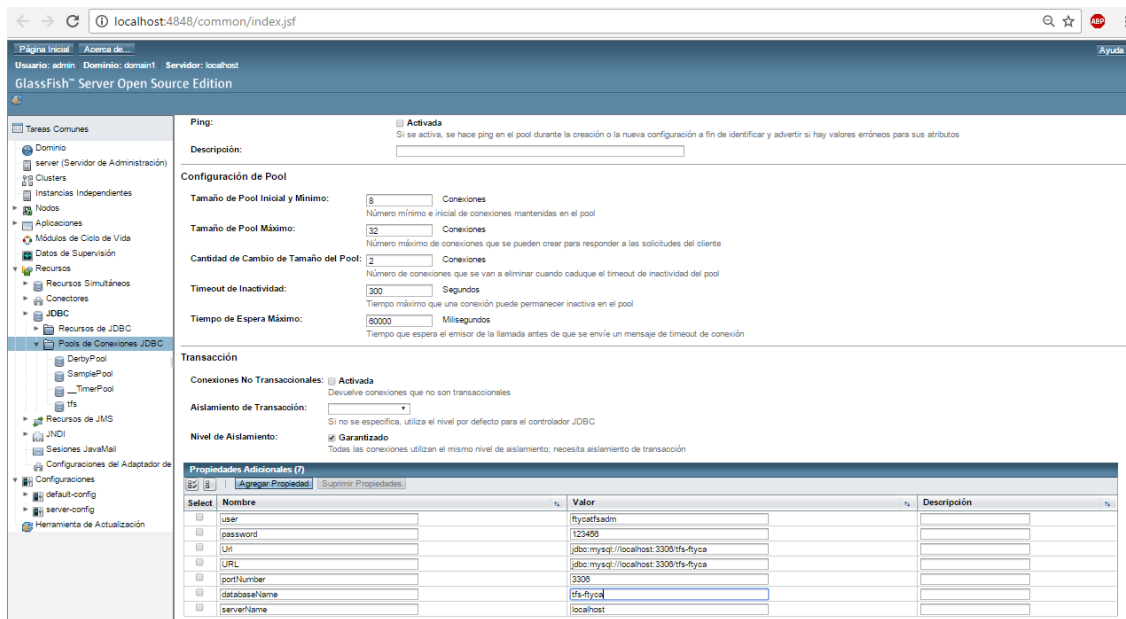 localhost:4848/common/index.jsf
ABP
Página Inicial Acerca de... Ayuda
Usuario: admin Dominio: domain1 Servidor: localhost
GlassFish™ Server Open Source Edition
Tareas Comunes
Dominio
server (Servidor de Administración)
Clusters
Instancias Independientes
Nodos
Aplicaciones
Módulos de Ciclo de Vida
Datos de Supervisión
Recursos
Recursos Simultáneos
Conectores
JDBC
Recursos de JDBC
Pools de Conexiones JDBC
DerbyPool
SamplePool
__TimerPool
tfs
Recursos de JMS
JNDI
Sesiones JavaMail
Configuraciones del Adaptador de
Configuraciones
default-config
server-config
Herramienta de Actualización
Ping: Activada
Si se activa, se hace ping en el pool durante la creación o la nueva configuración a fin de identificar y advertir si hay valores erróneos para sus atributos
Descripción:
Configuración de Pool
Tamaño de Pool Inicial y Mínimo: 8 Conexiones
Número mínimo e inicial de conexiones mantenidas en el pool
Tamaño de Pool Máximo: 32 Conexiones
Número máximo de conexiones que se pueden crear para responder a las solicitudes del cliente
Cantidad de Cambio de Tamaño del Pool: 2 Conexiones
Número de conexiones que se van a eliminar cuando caduque el timeout de inactividad del pool
Timeout de Inactividad: 300 Segundos
Tiempo máximo que una conexión puede permanecer inactiva en el pool
Tiempo de Espera Máximo: 60000 Milisegundos
Tiempo que espera el emisor de la llamada antes de que se envíe un mensaje de timeout de conexión
Transacción
Conexiones No Transaccionales: Activada
Devuelve conexiones que no son transaccionales
Aislamiento de Transacción:
Si no se especifica, utiliza el nivel por defecto para el controlador JDBC
Nivel de Aislamiento: Garantizado
Todas las conexiones utilizan el mismo nivel de aislamiento; necesita aislamiento de transacción
Propiedades Adicionales (7)
Agregar Propiedad Suprimir Propiedades
Select Nombre Valor Descripción
user ftycatfsadm
password 123456
Url jdbc:mysql://localhost:3306/tfs-ftyca
URL jdbc:mysql://localhost:3306/tfs-ftyca
portNumber 3306
databaseName tfs-ftyca
serverName localhost